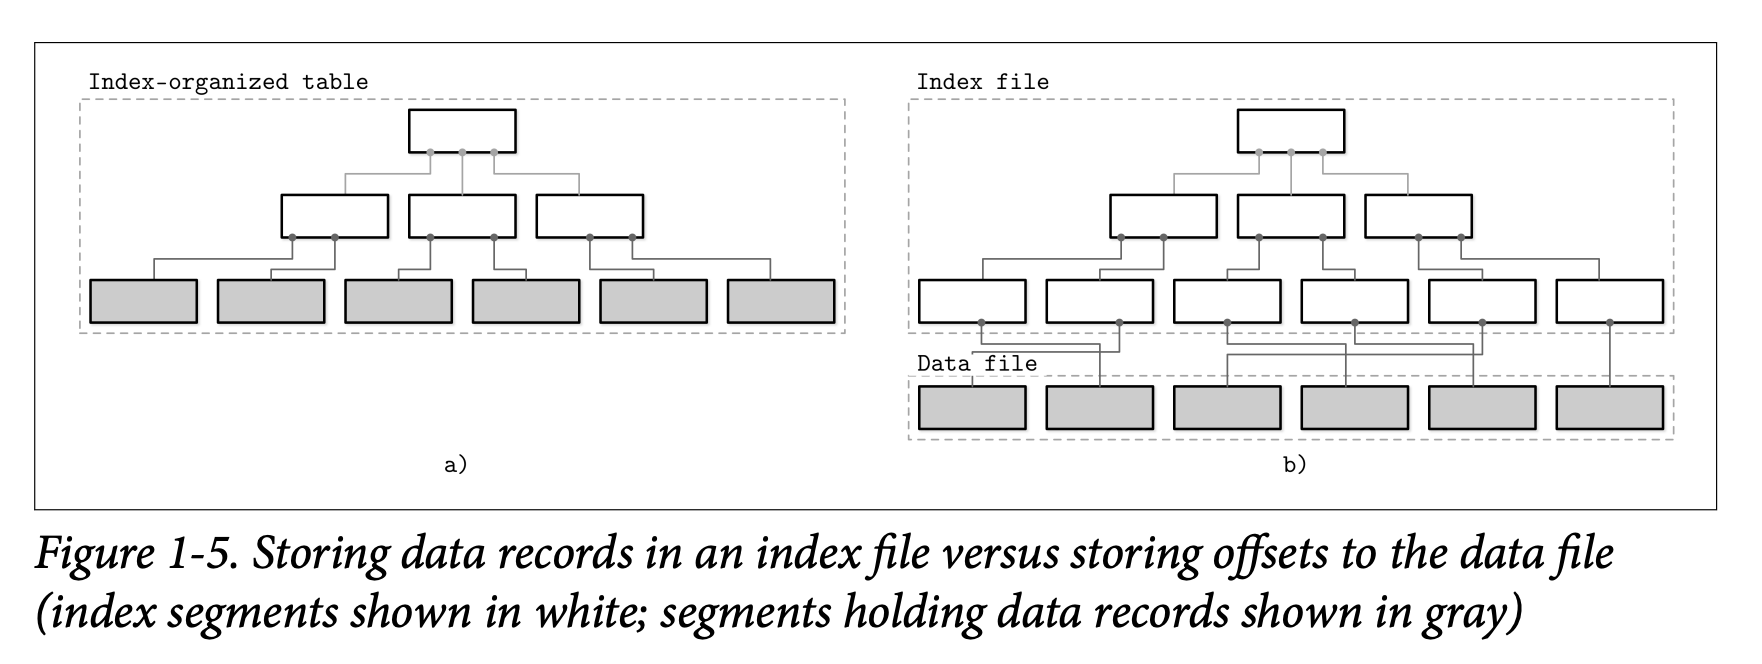 Index-organized table
Index file
Data file
a)
b)
Figure 1-5. Storing data records in an index file versus storing offsets to the data file
(index segments shown in white; segments holding data records shown in gray)